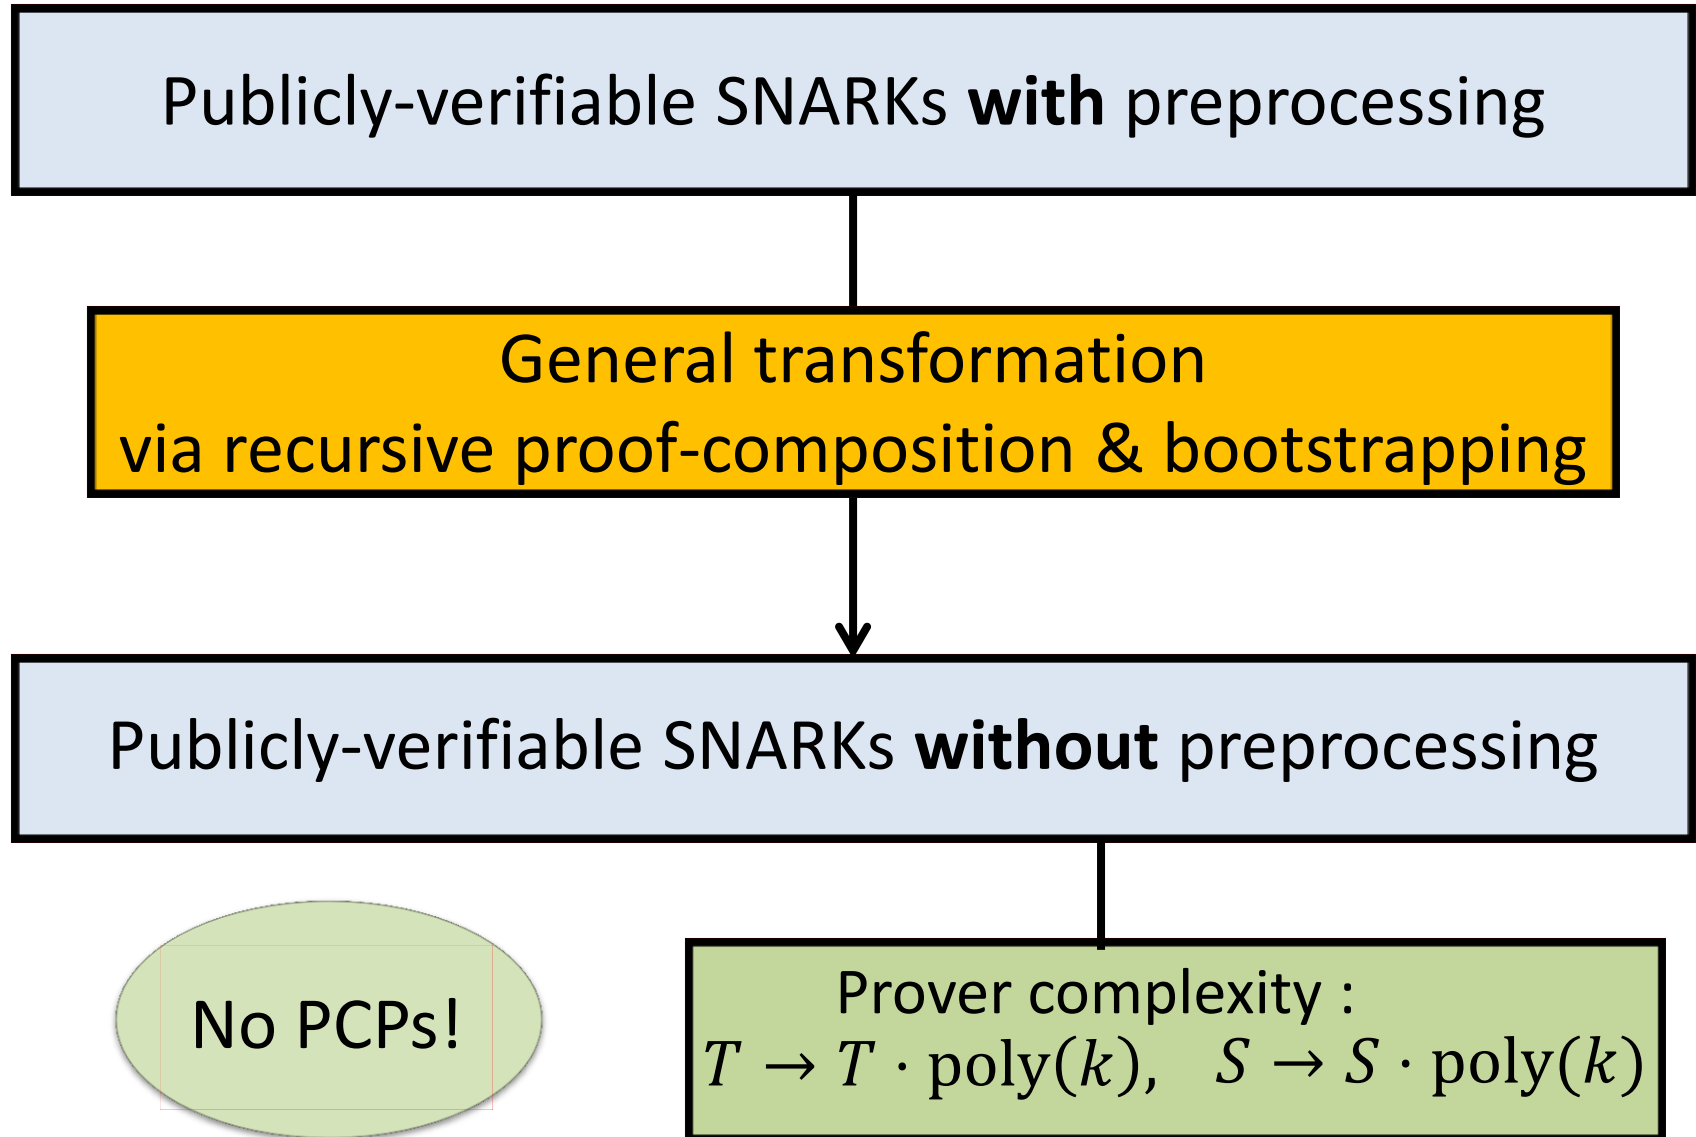 Publicly-verifiable SNARKs with preprocessing
General transformation
via recursive proof-composition & bootstrapping
Publicly-verifiable SNARKs without preprocessing
No PCPs!
Prover complexity :
T → T · poly(k), S → S · poly(k)